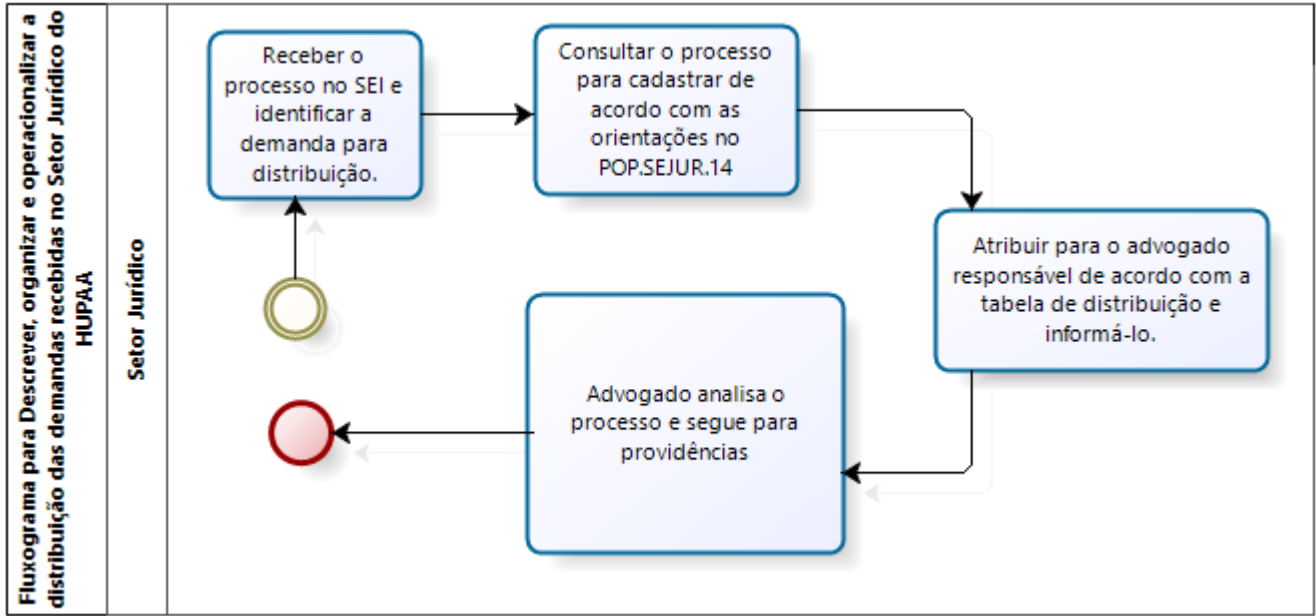 Fluxograma para Descrever, organizar e operacionalizar a
distribuição das demandas recebidas no Setor Jurídico do
HUPAA
Setor Jurídico
Receber o
processo no SEI e
identificar a
demanda para
distribuição.
Consultar o processo
para cadastrar de
acordo com as
orientações no
POP.SEJUR.14
Atribuir para o advogado
responsável de acordo com a
tabela de distribuição e
informá-lo.
Advogado analisa o
processo e segue para
providências